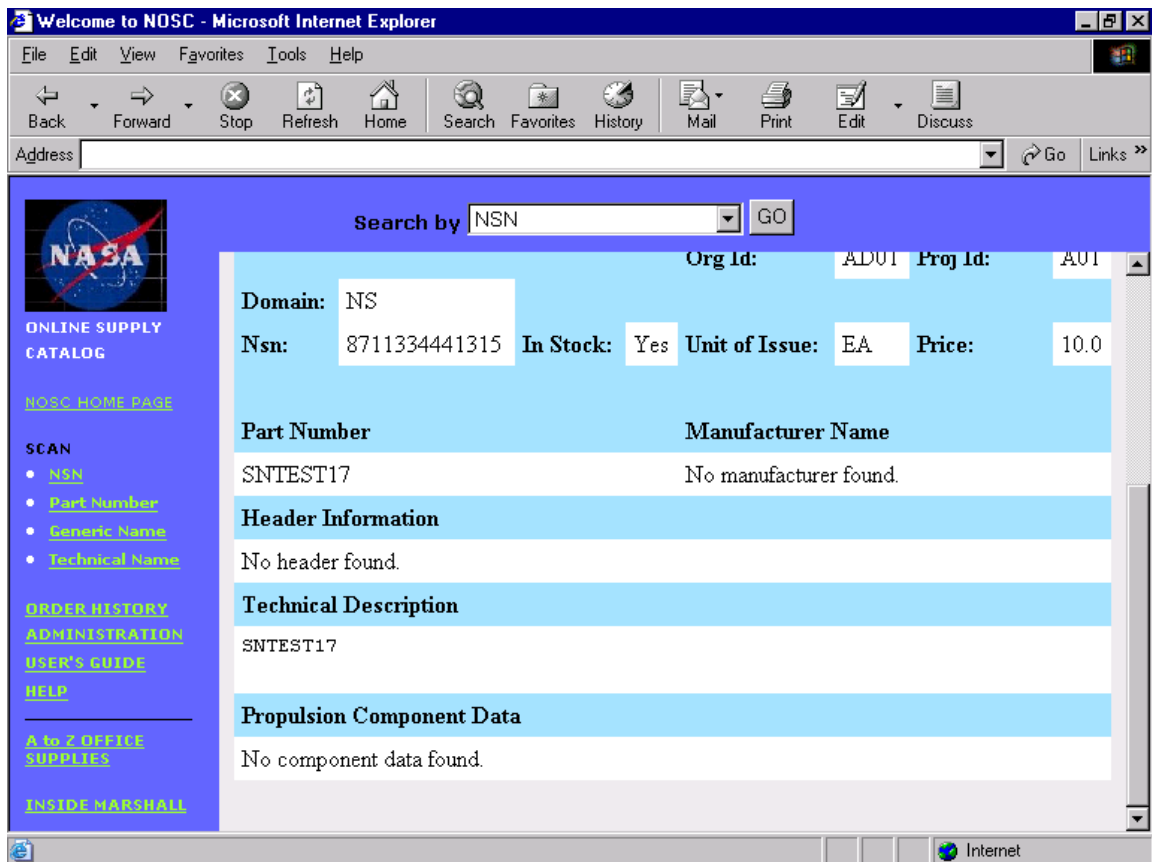 Welcome to NOSC - Microsoft Internet Explorer
File Edit View Favorites Tools Help
Back Forward Stop Refresh Home Search Favorites History Mail Print Edit Discuss
Address Go Links »
NASA
Search by NSN GO
Org Id: AD01 Proj Id: A01
Domain: NS
Nsn: 8711334441315 In Stock: Yes Unit of Issue: EA Price: 10.0
ONLINE SUPPLY
CATALOG
NOSC HOME PAGE
SCAN
• NSN
• Part Number
• Generic Name
• Technical Name
ORDER HISTORY
ADMINISTRATION
USER'S GUIDE
HELP
A to Z OFFICE
SUPPLIES
INSIDE MARSHALL
Part Number Manufacturer Name
SNTEST17 No manufacturer found.
Header Information
No header found.
Technical Description
SNTEST17
Propulsion Component Data
No component data found.
Internet